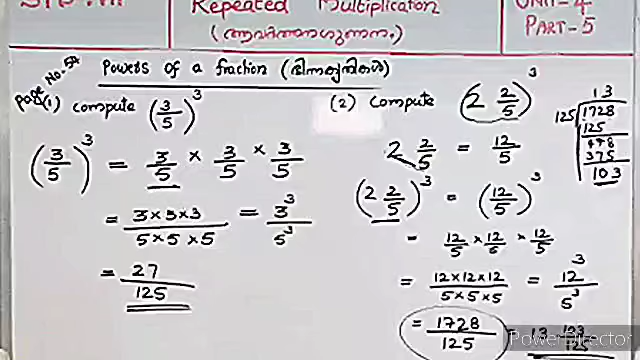 STD.VII
Repeated Multiplication
UNIT-4
PART-5
Powers of a fraction
Page No. 54
(1) Compute (3/5)^3
(3/5)^3 = 3/5 × 3/5 × 3/5
= 3×3×3 / 5×5×5 = 3^3 / 5^3
= 27/125
(2) Compute (2 2/5)^3
2 2/5 = 12/5
(2 2/5)^3 = (12/5)^3
= 12/5 × 12/5 × 12/5
= 12×12×12 / 5×5×5 = 12^3 / 5^3
= 1728/125 = 13
13
125 1728
125
478
375
103
PowerDirector